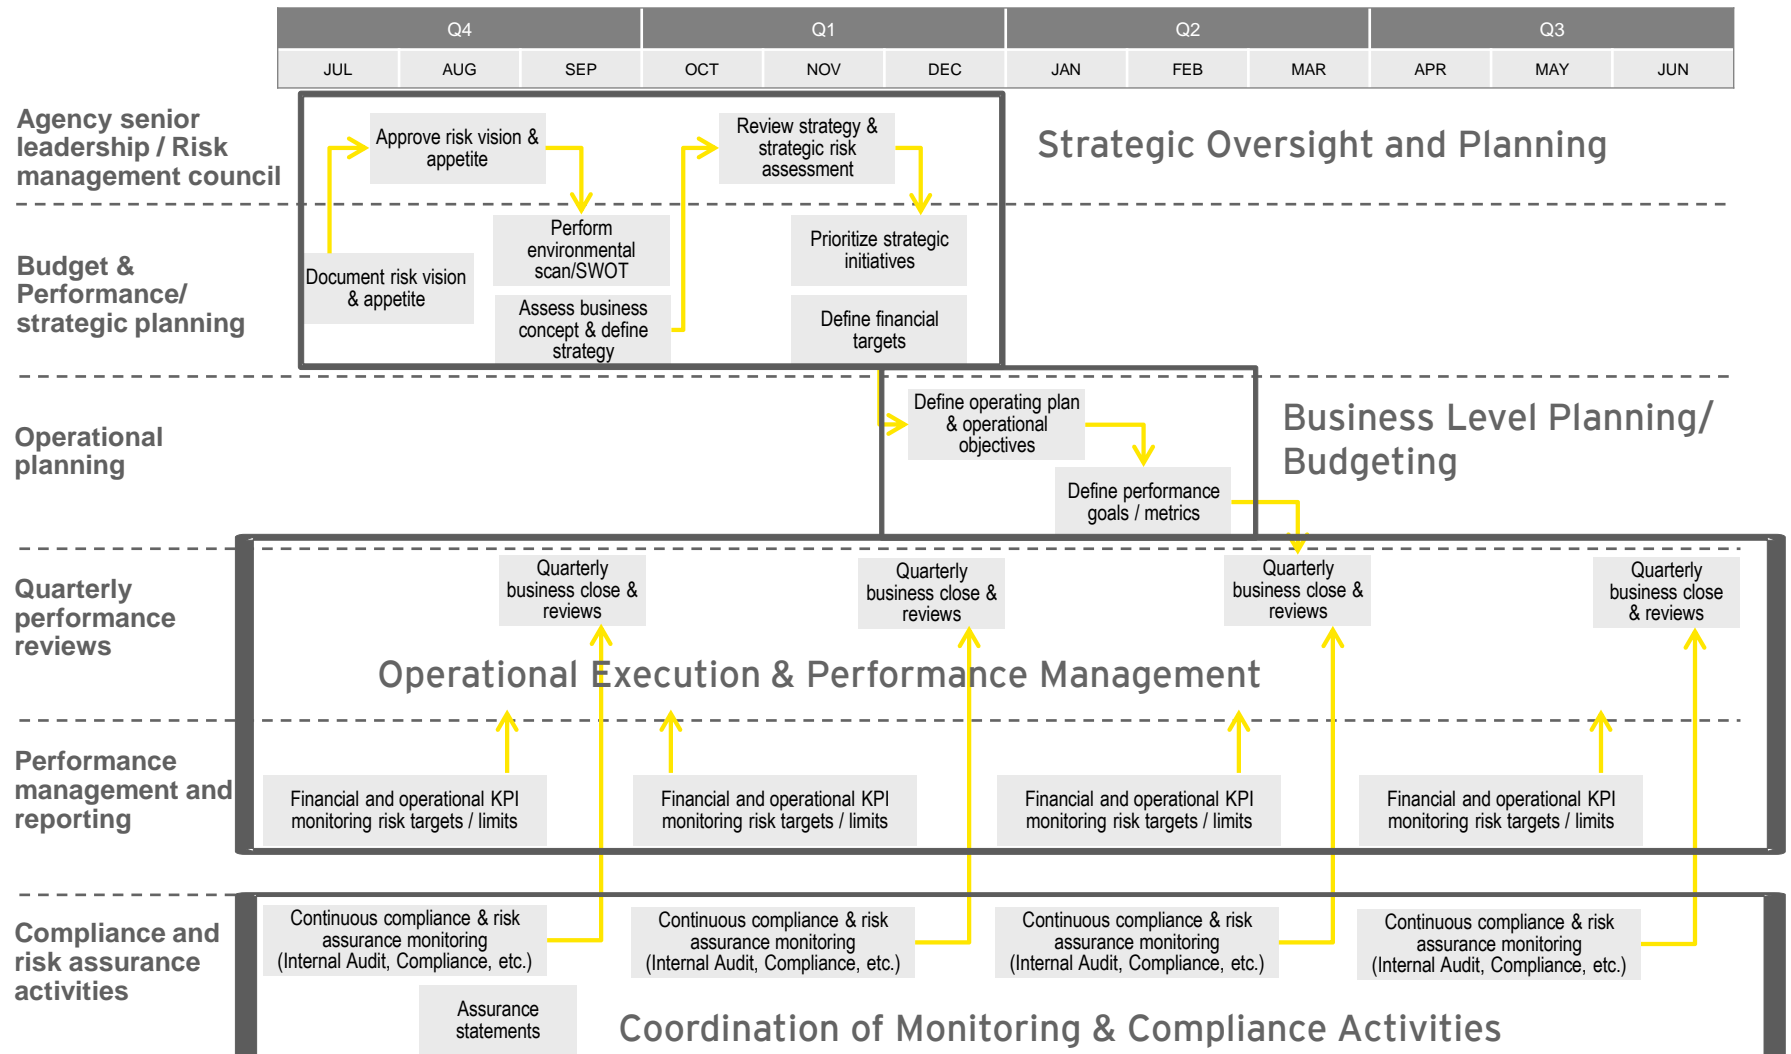 Q4 Q1 Q2 Q3
JUL AUG SEP OCT NOV DEC JAN FEB MAR APR MAY JUN
Agency senior
leadership / Risk
management council
Approve risk vision &
appetite
Review strategy &
strategic risk
assessment
Strategic Oversight and Planning
Budget &
Performance/
strategic planning
Document risk vision
& appetite
Perform
environmental
scan/SWOT
Assess business
concept & define
strategy
Prioritize strategic
initiatives
Define financial
targets
Operational
planning
Define operating plan
& operational
objectives
Define performance
goals / metrics
Business Level Planning/
Budgeting
Quarterly
performance
reviews
Quarterly
business close &
reviews
Quarterly
business close &
reviews
Quarterly
business close &
reviews
Quarterly
business close
& reviews
Operational Execution & Performance Management
Performance
management and
reporting
Financial and operational KPI
monitoring risk targets / limits
Financial and operational KPI
monitoring risk targets / limits
Financial and operational KPI
monitoring risk targets / limits
Financial and operational KPI
monitoring risk targets / limits
Compliance and
risk assurance
activities
Continuous compliance & risk
assurance monitoring
(Internal Audit, Compliance, etc.)
Continuous compliance & risk
assurance monitoring
(Internal Audit, Compliance, etc.)
Continuous compliance & risk
assurance monitoring
(Internal Audit, Compliance, etc.)
Continuous compliance & risk
assurance monitoring
(Internal Audit, Compliance, etc.)
Assurance
statements
Coordination of Monitoring & Compliance Activities